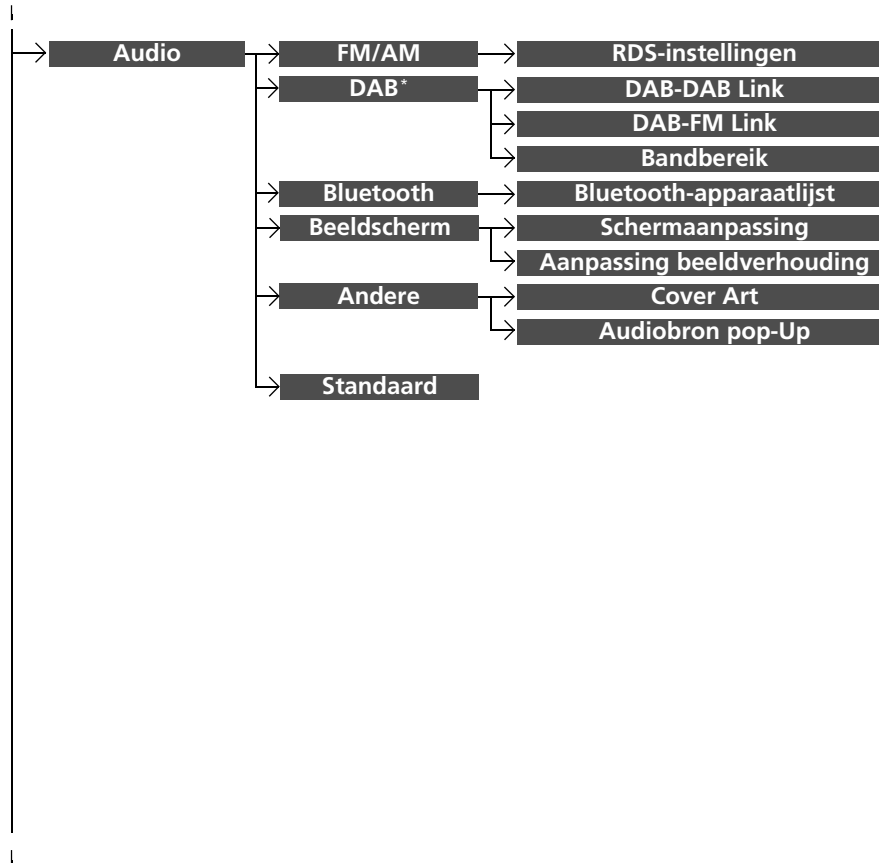 Audio
FM/AM
RDS-instellingen
DAB*
DAB-DAB Link
DAB-FM Link
Bandbereik
Bluetooth
Bluetooth-apparaatlijst
Beeldscherm
Schermaanpassing
Aanpassing beeldverhouding
Andere
Cover Art
Audiobron pop-Up
Standaard